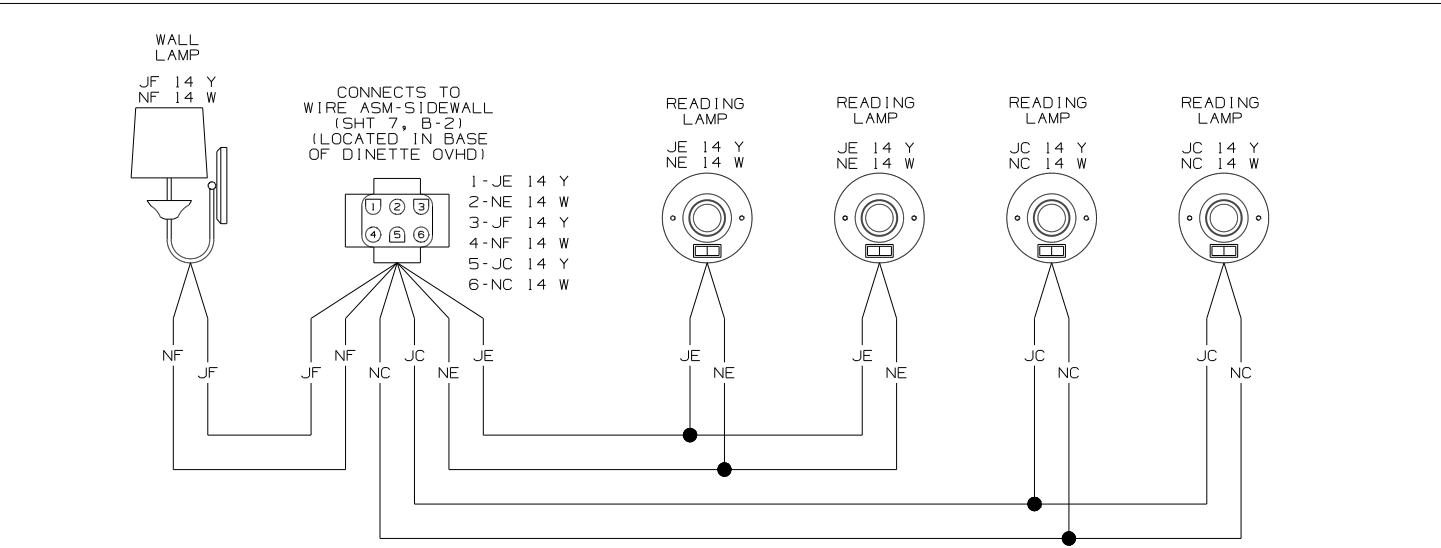 WALL
LAMP
JF 14 Y
NF 14 W
CONNECTS TO
WIRE ASM-SIDEWALL
(SHT 7, B-2)
(LOCATED IN BASE
OF DINETTE OVHD)
1-JE 14 Y
2-NE 14 W
3-JF 14 Y
4-NF 14 W
5-JC 14 Y
6-NC 14 W
1 2 3
4 5 6
READING
LAMP
JE 14 Y
NE 14 W
READING
LAMP
JE 14 Y
NE 14 W
READING
LAMP
JC 14 Y
NC 14 W
READING
LAMP
JC 14 Y
NC 14 W
NF
JF
JF
NF
NC
JC
NE
JE
JE
NE
JE
NE
JC
NC
JC
NC